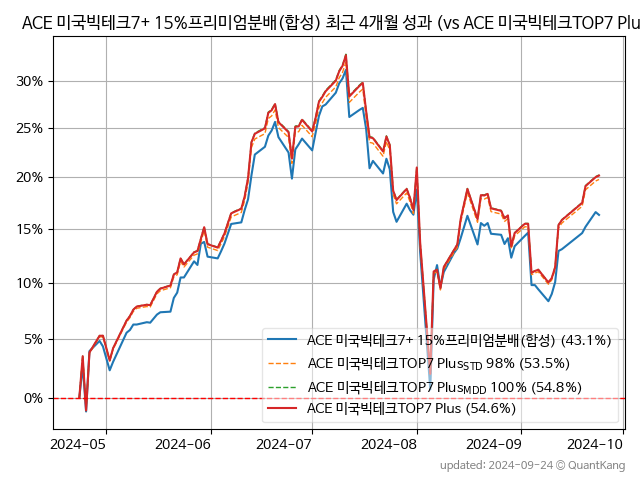 ACE 미국빅테크7+ 15%프리미엄분배(합성) 최근 4개월 성과 (vs ACE 미국빅테크TOP7 Plu
30%
25%
20%
15%
10%
5%
0%
ACE 미국빅테크7+ 15%프리미엄분배(합성) (43.1%)
ACE 미국빅테크TOP7 PlusSTD 98% (53.5%)
ACE 미국빅테크TOP7 PlusMDD 100% (54.8%)
ACE 미국빅테크TOP7 Plus (54.6%)
2024-05 2024-06 2024-07 2024-08 2024-09 2024-10
updated: 2024-09-24 @ QuantKang